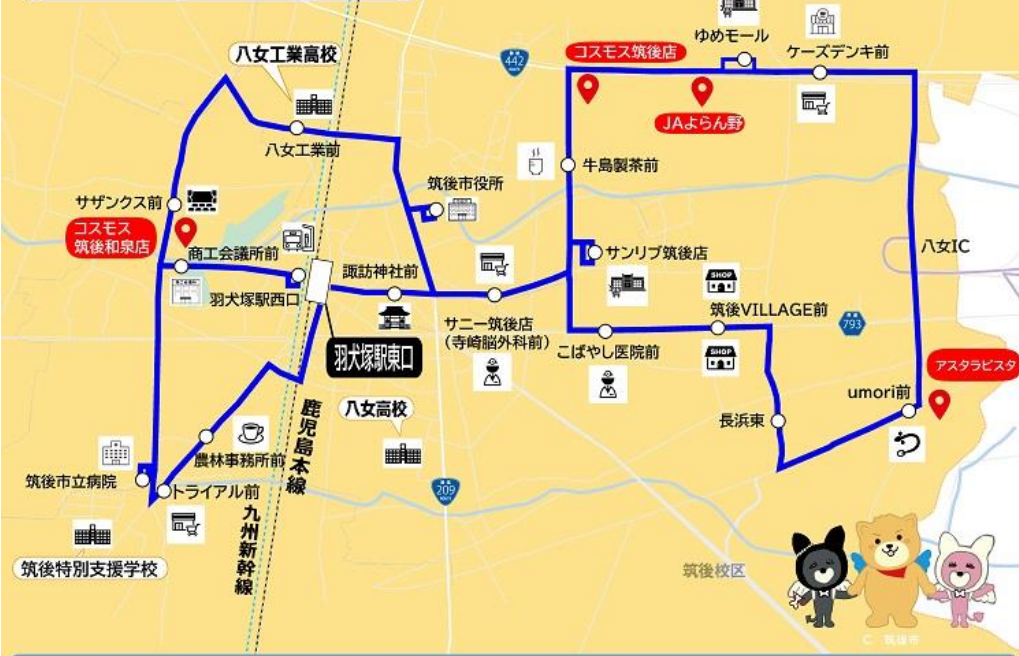 ゆめモール
コスモス筑後店
ケーズデンキ前
442
八女工業高校
JAよらん野
八女工業前
牛島製茶前
筑後市役所
サザンクス前
コスモス
筑後和泉店
商工会議所前
サンリブ筑後店
八女IC
諏訪神社前
羽犬塚駅西口
筑後VILLAGE前
SHOP
サニー筑後店
(寺崎脳外科前)
793
こばやし医院前
SHOP
羽犬塚駅東口
アスタラビスタ
umori前
八女高校
鹿児島本線
長浜東
農林事務所前
筑後市立病院
トライアル前
209
九州新幹線
筑後特別支援学校
筑後校区
C 筑後市